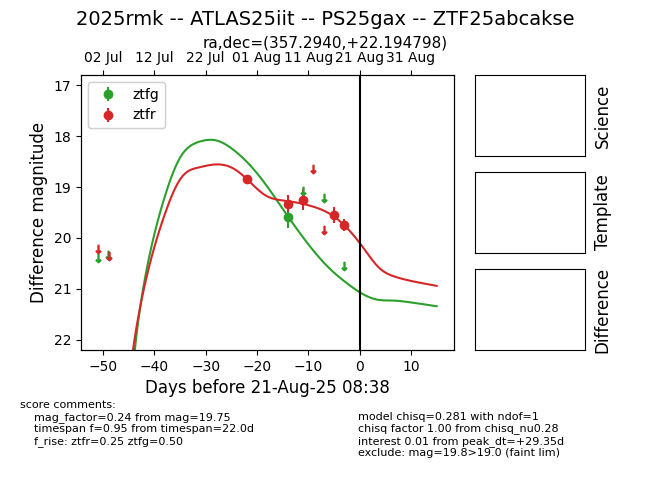 2025rmk -- ATLAS25iit -- PS25gax -- ZTF25abcakse
ra,dec=(357.2940,+22.194798)
02 Jul 12 Jul 22 Jul 01 Aug 11 Aug 21 Aug 31 Aug
17
18
19
20
21
22
Difference magnitude
ztfg
ztfr
−50 −40 −30 −20 −10 0 10
Days before 21-Aug-25 08:38
Science
Template
Difference
score comments:
mag_factor=0.24 from mag=19.75
timespan f=0.95 from timespan=22.0d
f_rise: ztfr=0.25 ztfg=0.50
model chisq=0.281 with ndof=1
chisq factor 1.00 from chisq_nu0.28
interest 0.01 from peak_dt=+29.35d
exclude: mag=19.8>19.0 (faint lim)